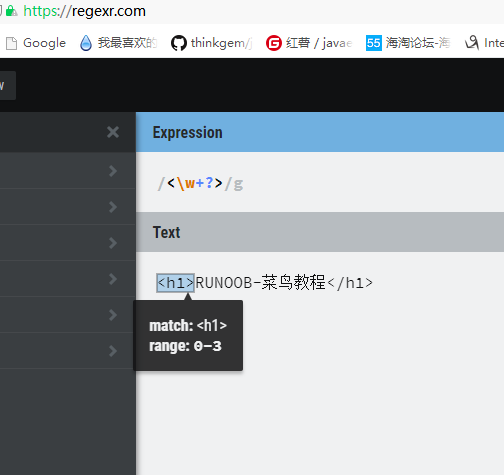 https://regexr.com
Google 我最喜欢的 thinkgem/j 红薯 / javae 55 海淘论坛-海 Inte
w
Expression
/<\w+?>/g
Text
<h1>RUNOOB-菜鸟教程</h1>
match: <h1>
range: 0-3